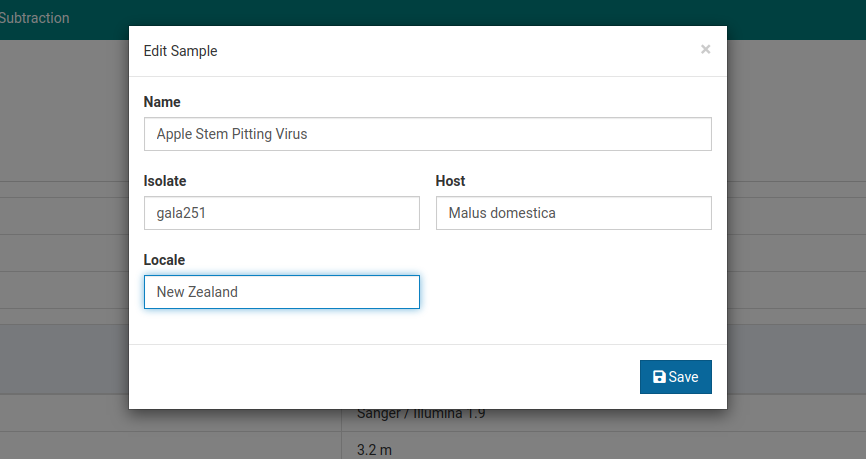 Subtraction
Edit Sample ×
Name
Apple Stem Pitting Virus
Isolate Host
gala251 Malus domestica
Locale
New Zealand
Save
Sanger / Illumina 1.9
3.2 m